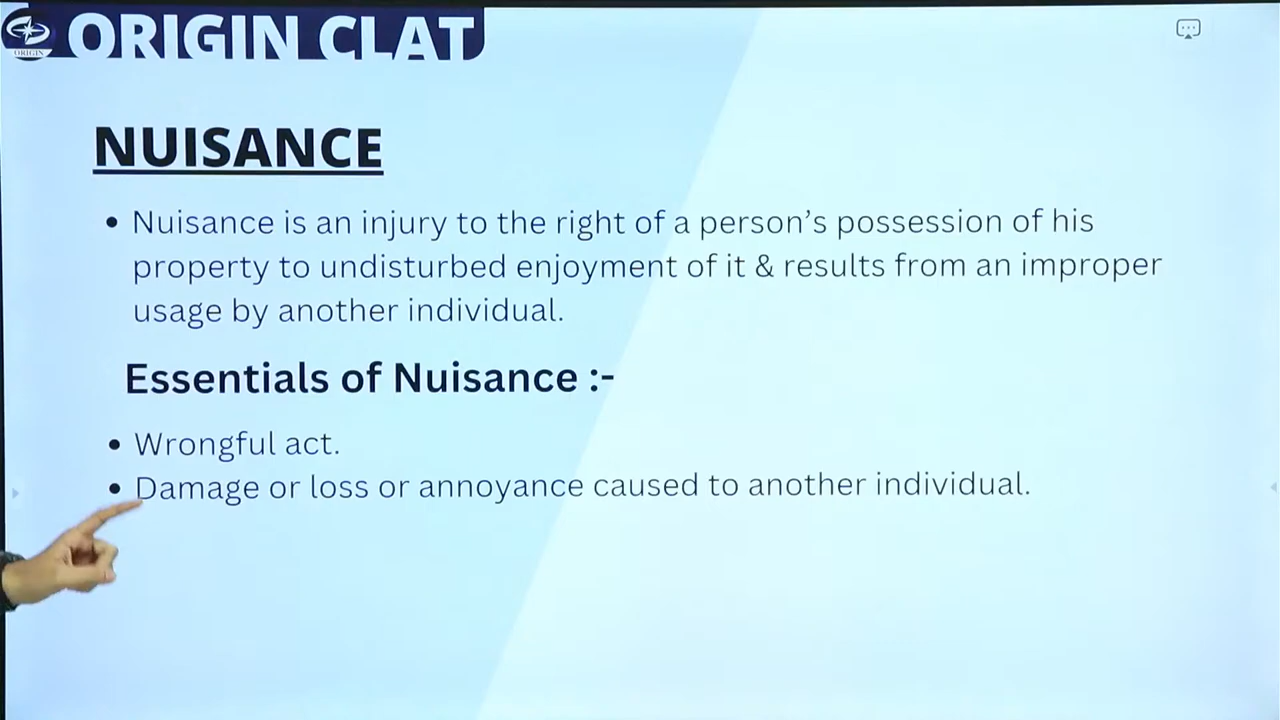 ORIGIN
ORIGIN CLAT
NUISANCE
• Nuisance is an injury to the right of a person’s possession of his
property to undisturbed enjoyment of it & results from an improper
usage by another individual.
Essentials of Nuisance :-
• Wrongful act.
• Damage or loss or annoyance caused to another individual.